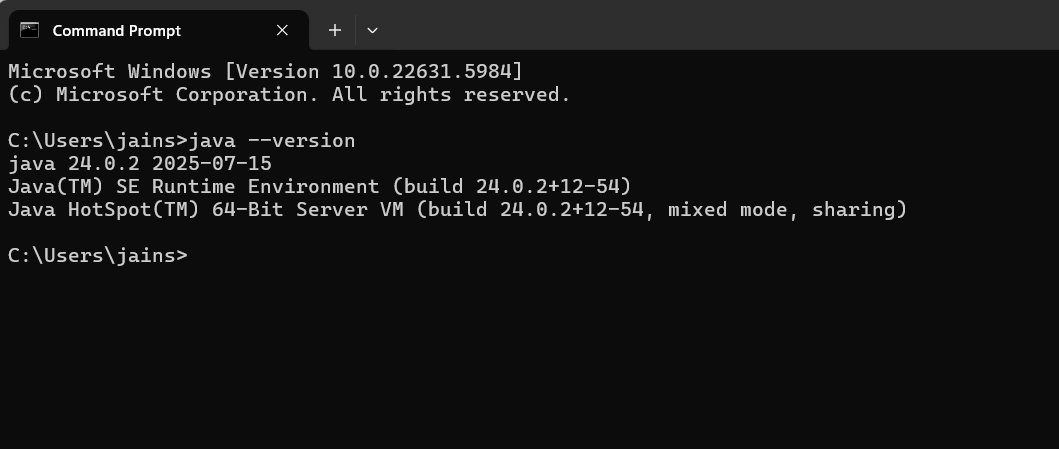 Command Prompt
Microsoft Windows [Version 10.0.22631.5984]
(c) Microsoft Corporation. All rights reserved.
C:\Users\jains>java --version
java 24.0.2 2025-07-15
Java(TM) SE Runtime Environment (build 24.0.2+12-54)
Java HotSpot(TM) 64-Bit Server VM (build 24.0.2+12-54, mixed mode, sharing)
C:\Users\jains>